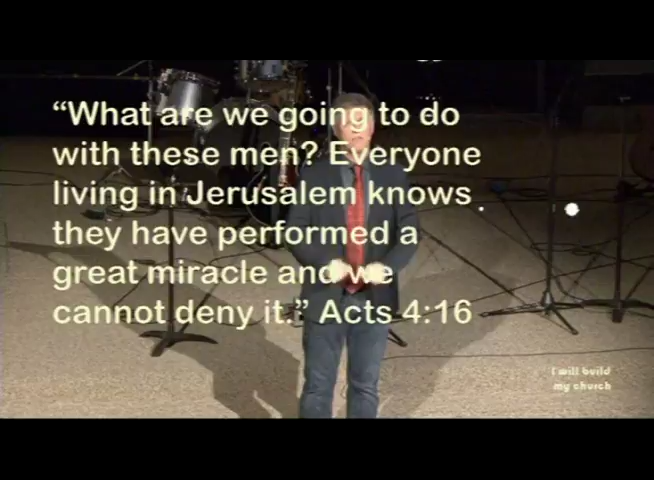 “What are we going to do
with these men? Everyone
living in Jerusalem knows
they have performed a
great miracle and we
cannot deny it.” Acts 4:16
I will build
my church